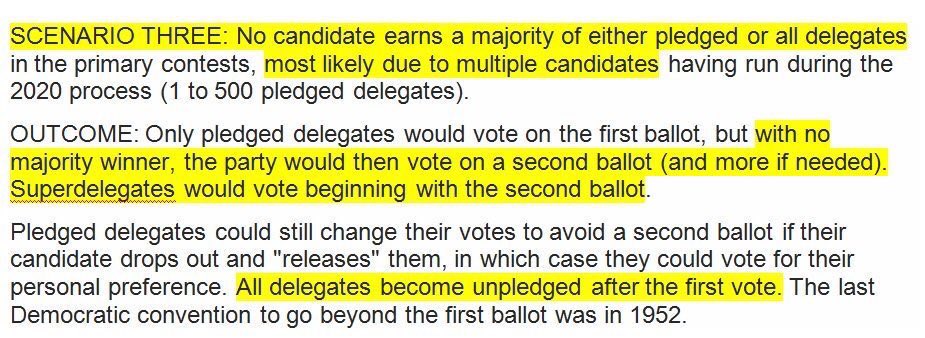 SCENARIO THREE: No candidate earns a majority of either pledged or all delegates
in the primary contests, most likely due to multiple candidates having run during the
2020 process (1 to 500 pledged delegates).
OUTCOME: Only pledged delegates would vote on the first ballot, but with no
majority winner, the party would then vote on a second ballot (and more if needed).
Superdelegates would vote beginning with the second ballot.
Pledged delegates could still change their votes to avoid a second ballot if their
candidate drops out and "releases" them, in which case they could vote for their
personal preference. All delegates become unpledged after the first vote. The last
Democratic convention to go beyond the first ballot was in 1952.